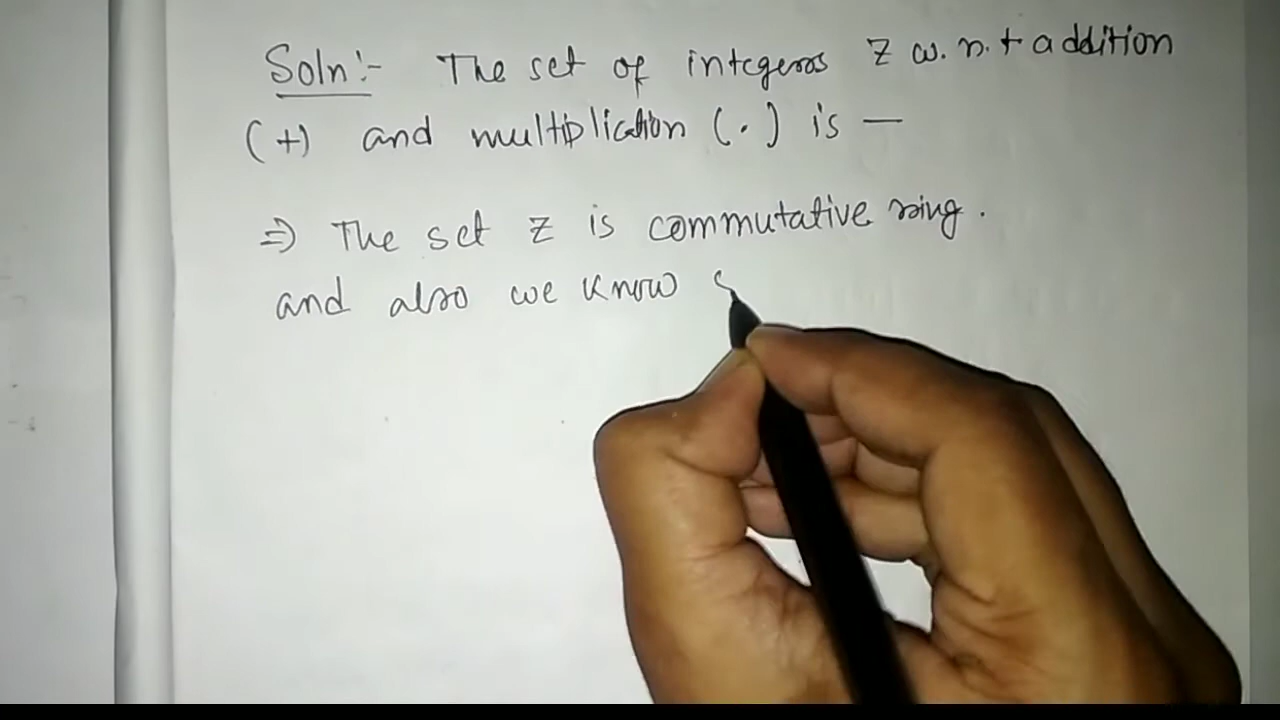 Soln:- The set of integers Z w.r.t addition
(+) and multiplication (.) is —
⇒ The set Z is commutative ring.
and also we know